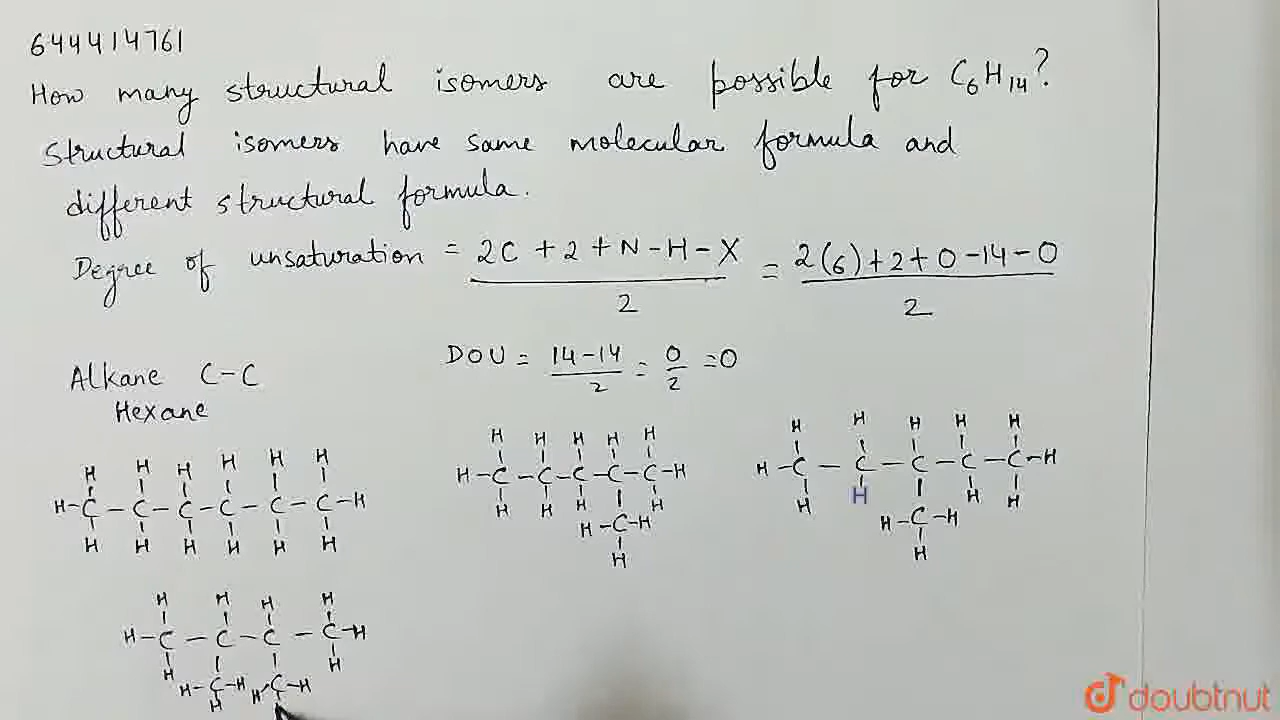 644414761
How many structural isomers are possible for C6H14?
Structural isomers have same molecular formula and
different structural formula.
Degree of unsaturation = 2C + 2 + N - H - X / 2 = 2(6) + 2 + 0 - 14 - 0 / 2
DOU = 14 - 14 / 2 = 0 / 2 = 0
Alkane C-C
Hexane
H H H H H H
H-C-C-C-C-C-C-H
H H H H H H
H H H H H
H-C-C-C-C-C-H
H H H H
H-C-H
H
H H H H H
H-C-C-C-C-C-H
H H H H
H-C-H
H
H H H H
H-C-C-C-C-H
H H
H-C-H H-C-H
H
doubtnut